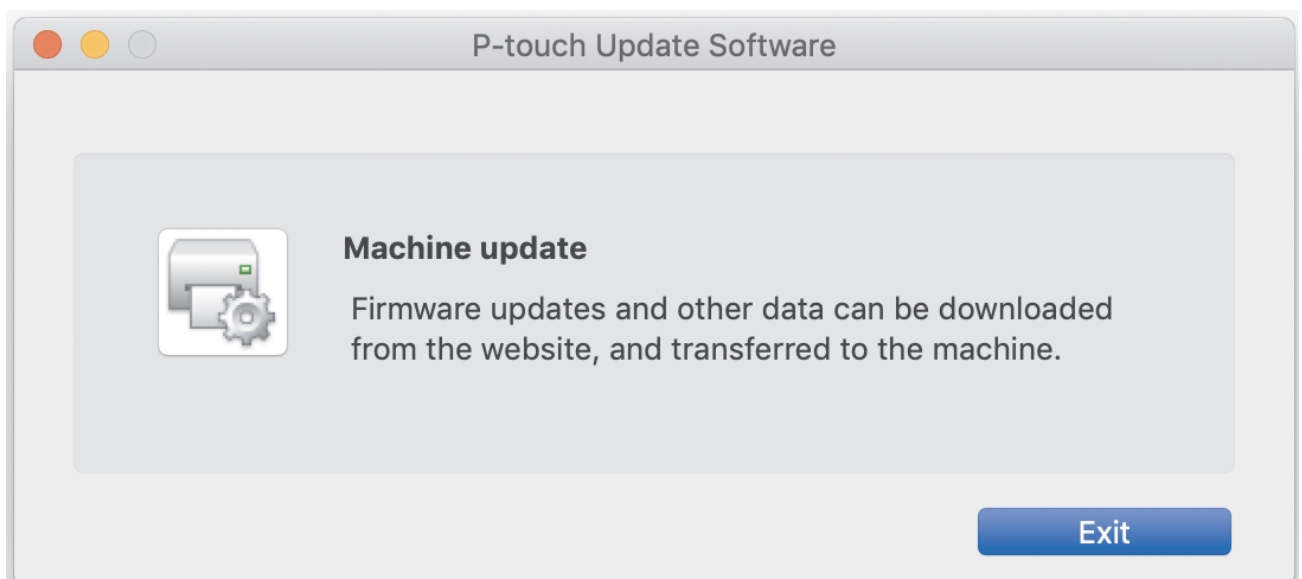 P-touch Update Software
Machine update
Firmware updates and other data can be downloaded
from the website, and transferred to the machine.
Exit